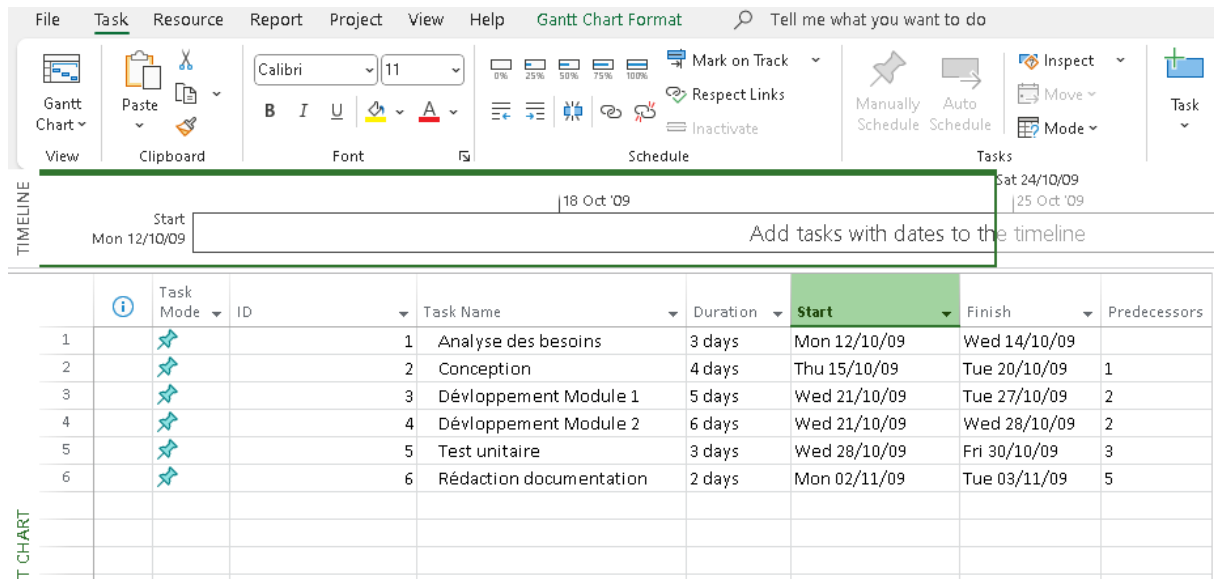 File Task Resource Report Project View Help Gantt Chart Format Tell me what you want to do
Gantt Chart
View
Paste
Clipboard
Calibri 11
B I U A
Font
0% 25% 50% 75% 100%
Mark on Track
Respect Links
Inactivate
Schedule
Manually Schedule
Auto Schedule
Inspect
Move
Mode
Tasks
Task
TIMELINE
Sat 24/10/09
18 Oct '09 25 Oct '09
Start
Mon 12/10/09
Add tasks with dates to the timeline
Task Mode ID Task Name Duration Start Finish Predecessors
1 1 Analyse des besoins 3 days Mon 12/10/09 Wed 14/10/09
2 2 Conception 4 days Thu 15/10/09 Tue 20/10/09 1
3 3 Dévloppement Module 1 5 days Wed 21/10/09 Tue 27/10/09 2
4 4 Dévloppement Module 2 6 days Wed 21/10/09 Wed 28/10/09 2
5 5 Test unitaire 3 days Wed 28/10/09 Fri 30/10/09 3
6 6 Rédaction documentation 2 days Mon 02/11/09 Tue 03/11/09 5
T CHART